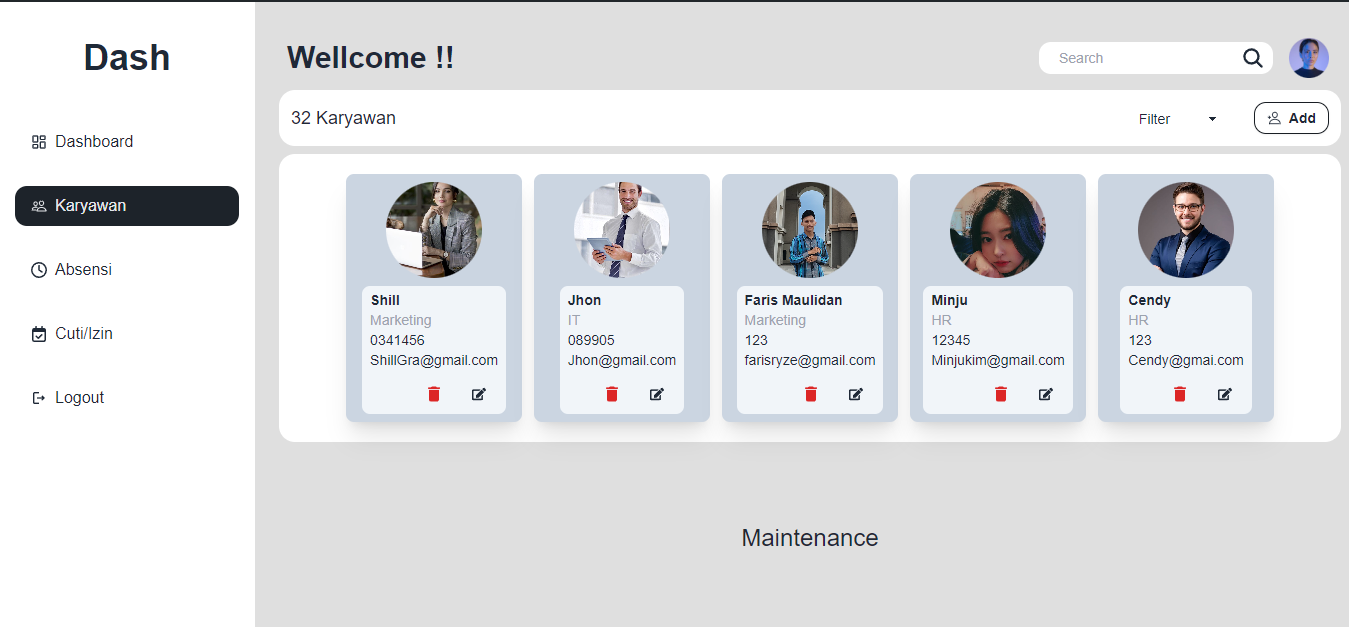 Dash
Wellcome !!
Search
Dashboard
Karyawan
Absensi
Cuti/Izin
Logout
32 Karyawan
Filter
Add
Shill
Marketing
0341456
ShillGra@gmail.com
Jhon
IT
089905
Jhon@gmail.com
Faris Maulidan
Marketing
123
farisryze@gmail.com
Minju
HR
12345
Minjukim@gmail.com
Cendy
HR
123
Cendy@gmai.com
Maintenance